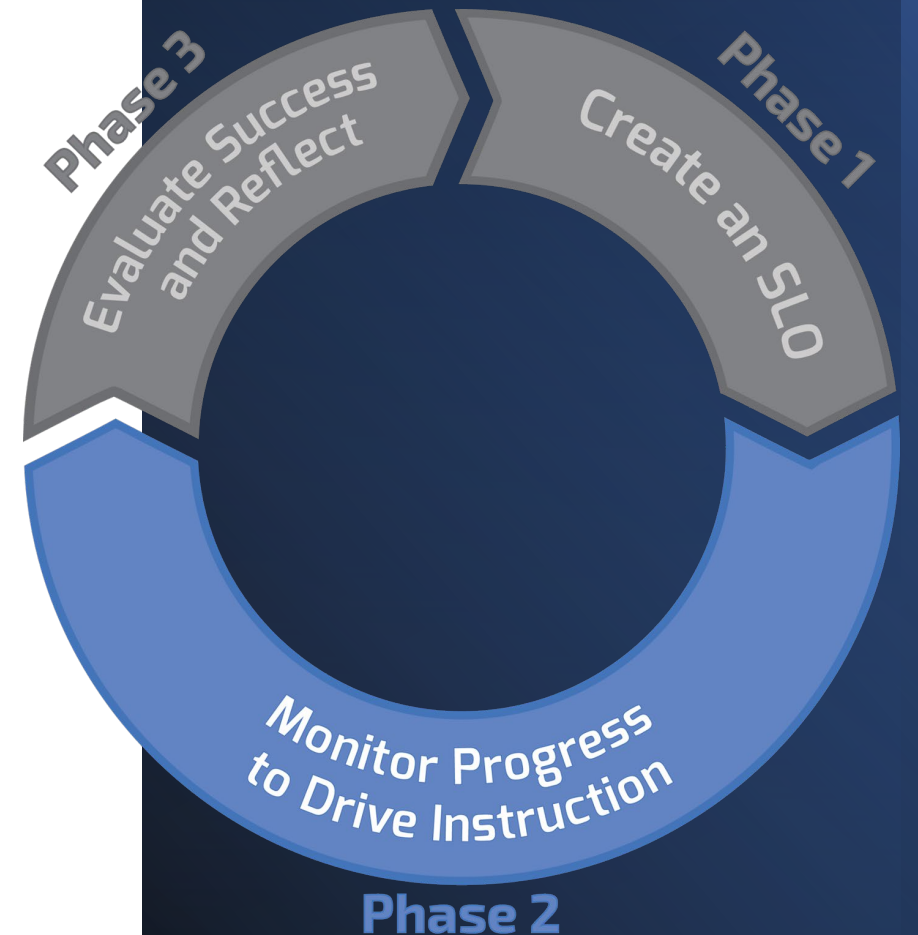 Phase 1
Create an SLO
Phase 2
Monitor Progress
to Drive Instruction
Phase 3
Evaluate Success
and Reflect